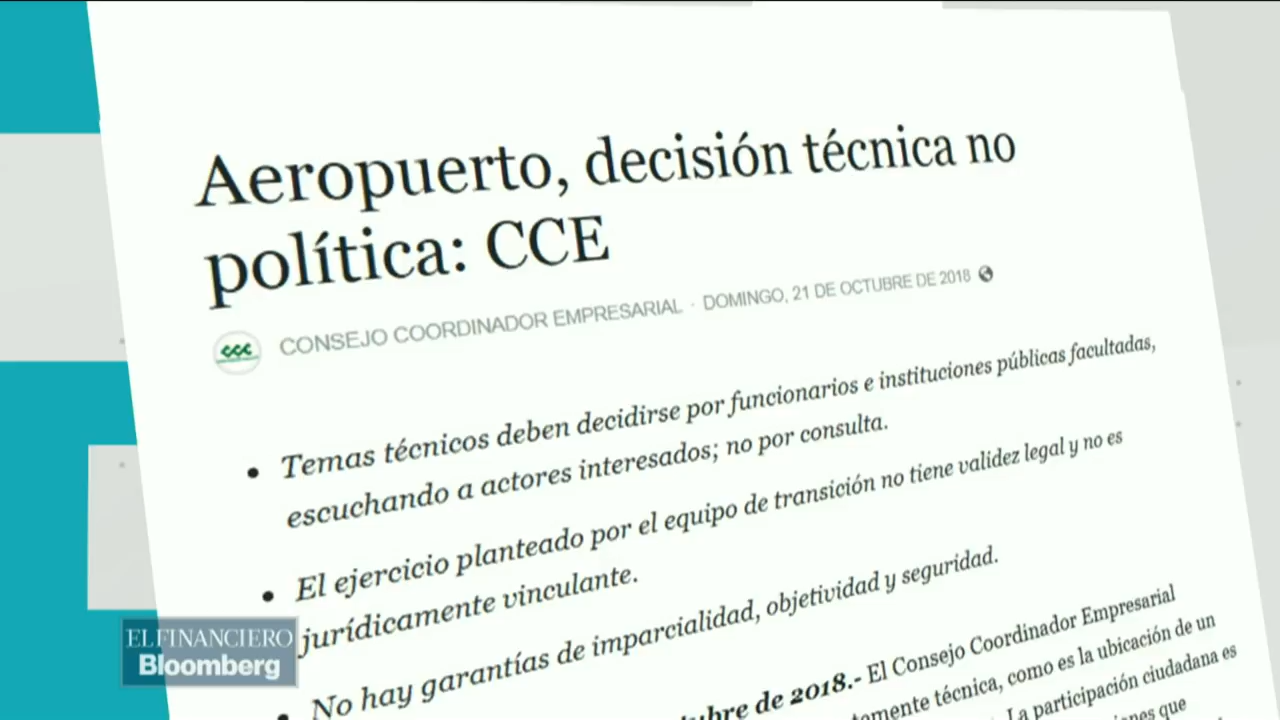 Aeropuerto, decisión técnica no
política: CCE
CONSEJO COORDINADOR EMPRESARIAL · DOMINGO, 21 DE OCTUBRE DE 2018
• Temas técnicos deben decidirse por funcionarios e instituciones públicas facultadas,
escuchando a actores interesados; no por consulta.
• El ejercicio planteado por el equipo de transición no tiene validez legal y no es
jurídicamente vinculante.
• No hay garantías de imparcialidad, objetividad y seguridad.
de 2018.- El Consejo Coordinador Empresarial
técnica, como es la ubicación de un
La participación ciudadana es
que
EL FINANCIERO
Bloomberg